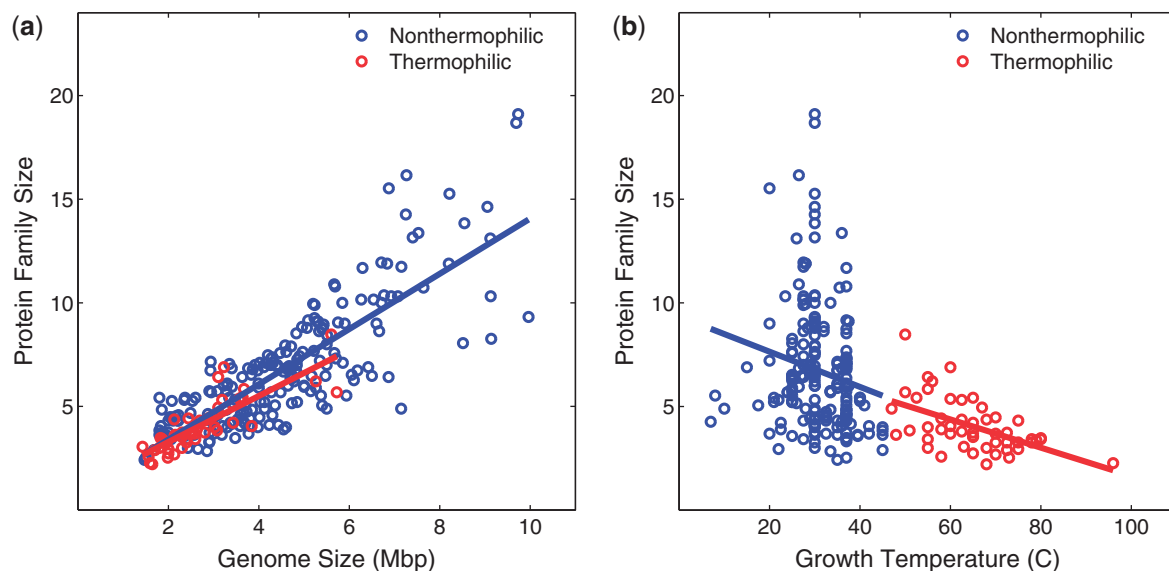 (a)
Nonthermophilic
Thermophilic
Protein Family Size
20
15
10
5
2
4
6
8
10
Genome Size (Mbp)
(b)
Nonthermophilic
Thermophilic
Protein Family Size
20
15
10
5
20
40
60
80
100
Growth Temperature (C)